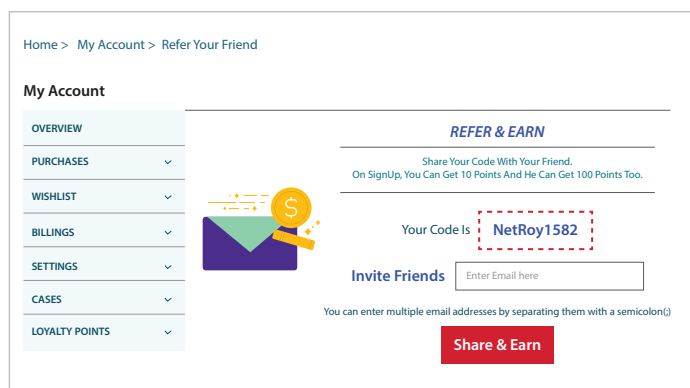 Home > My Account > Refer Your Friend
My Account
OVERVIEW
PURCHASES
WISHLIST
BILLINGS
SETTINGS
CASES
LOYALTY POINTS
$
REFER & EARN
Share Your Code With Your Friend.
On SignUp, You Can Get 10 Points And He Can Get 100 Points Too.
Your Code Is NetRoy1582
Invite Friends Enter Email here
You can enter multiple email addresses by separating them with a semicolon(;)
Share & Earn